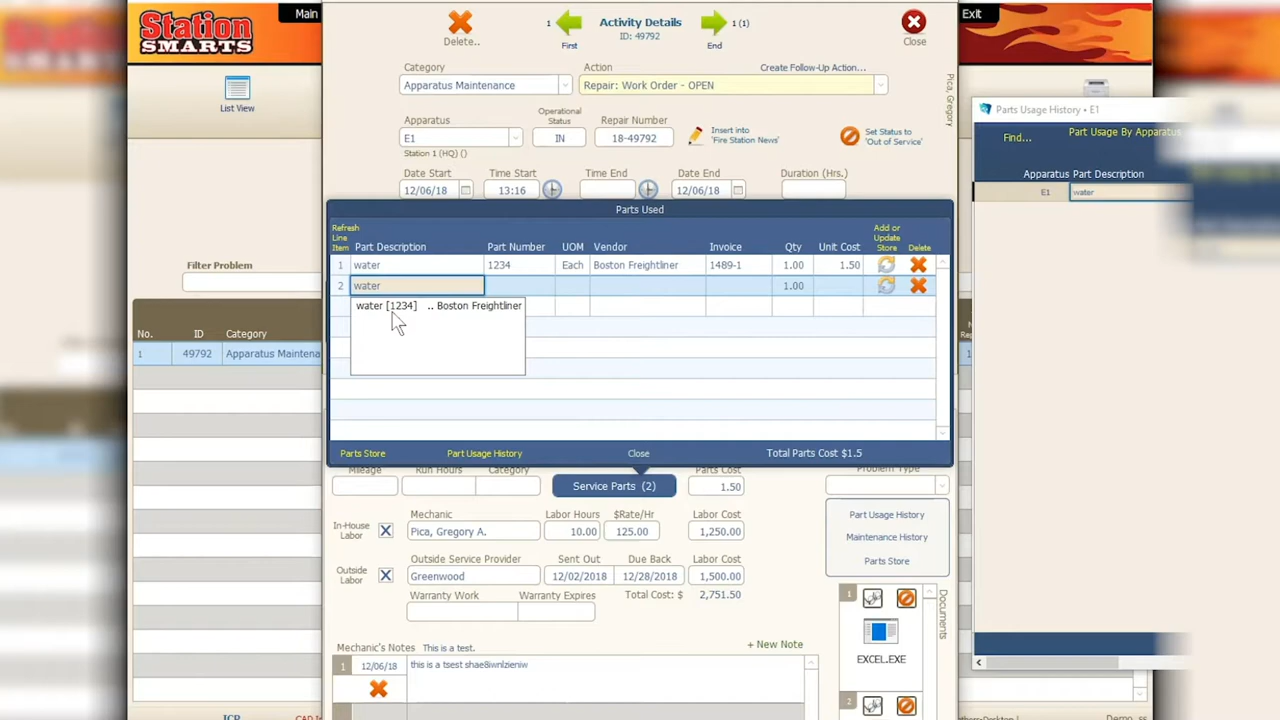 Station
SMARTS
Main
Delete..
1
First
Activity Details
ID: 49792
1 (1)
End
Close
Exit
List View
Category
Action
Create Follow-Up Action...
Apparatus Maintenance
Repair: Work Order - OPEN
Pica, Gregory
Apparatus
Operational
Status
Repair Number
E1
IN
18-49792
Insert into
'Fire Station News'
Set Status to
'Out of Service'
Station 1 (HQ) ()
Date Start
Time Start
Time End
Date End
Duration (Hrs.)
12/06/18
13:16
12/06/18
Parts Usage History • E1
Find...
Part Usage By Apparatus
Apparatus Part Description
E1
water
Parts Used
Refresh
Line
Item
Part Description
Part Number
UOM
Vendor
Invoice
Qty
Unit Cost
Add or
Update
Store
Delete
1 water 1234 Each Boston Freightliner 1489-1 1.00 1.50
2 water 1.00
water [1234] .. Boston Freightliner
Parts Store
Part Usage History
Close
Total Parts Cost $1.5
Filter Problem
No.
ID
Category
1
49792
Apparatus Maintena
Mileage
Run Hours
Category
Service Parts (2)
Parts Cost
1.50
Problem Type
Part Usage History
Maintenance History
Parts Store
In-House
Labor
X
Mechanic
Labor Hours
$Rate/Hr
Labor Cost
Pica, Gregory A.
10.00
125.00
1,250.00
Outside
Labor
X
Outside Service Provider
Sent Out
Due Back
Labor Cost
Greenwood
12/02/2018
12/28/2018
1,500.00
Warranty Work
Warranty Expires
Total Cost: $
2,751.50
Mechanic's Notes
This is a test.
+ New Note
1
12/06/18
this is a tsest shae8iwnlzieniw
Documents
1
EXCEL.EXE
2
ICR
Demo